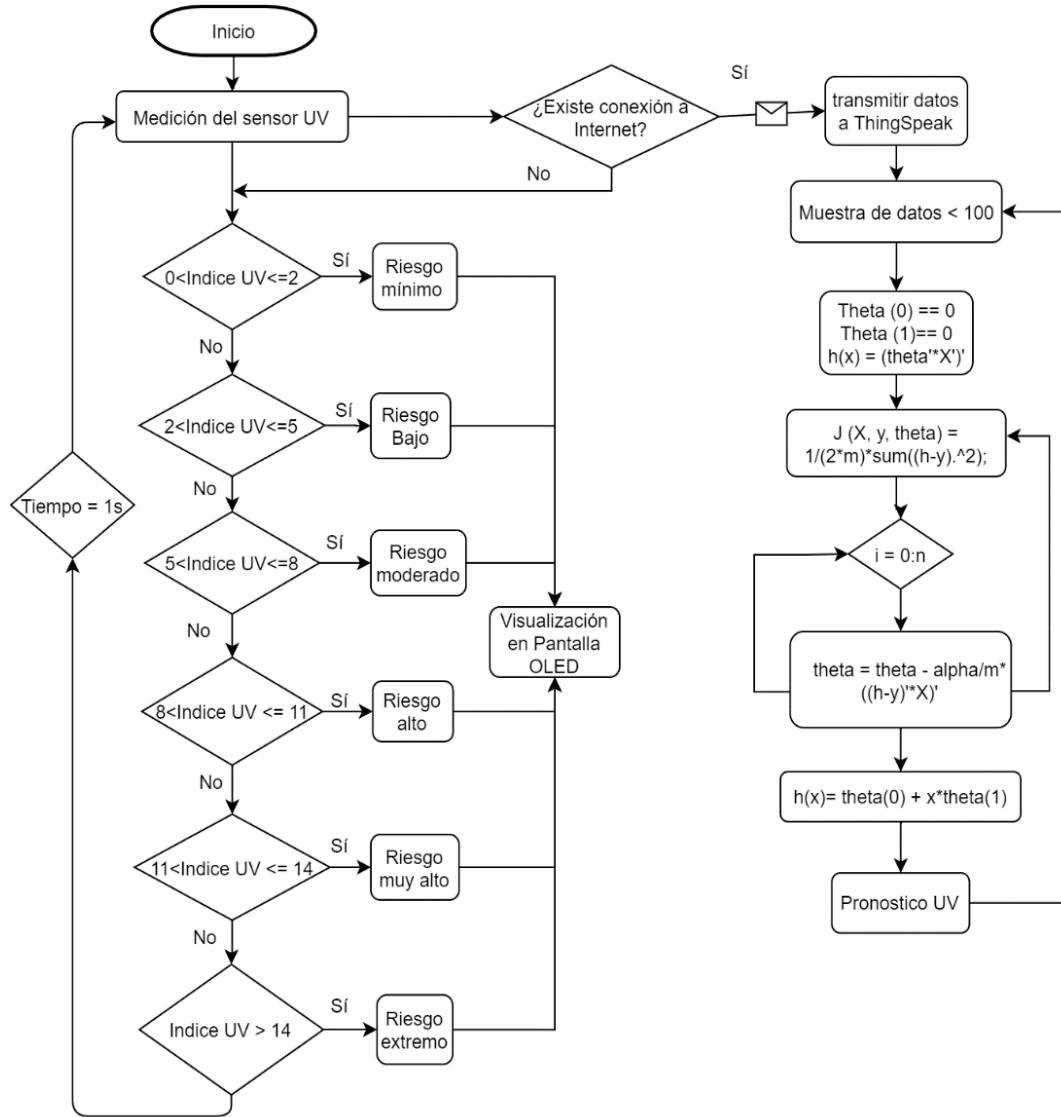 Inicio
Medición del sensor UV
¿Existe conexión a
Internet?
Sí
transmitir datos
a ThingSpeak
No
Muestra de datos < 100
0<Indice UV<=2
Sí
Riesgo
mínimo
No
2<Indice UV<=5
Sí
Riesgo
Bajo
No
5<Indice UV<=8
Sí
Riesgo
moderado
No
8<Indice UV <= 11
Sí
Riesgo
alto
No
11<Indice UV <= 14
Sí
Riesgo
muy alto
No
Indice UV > 14
Sí
Riesgo
extremo
Tiempo = 1s
Visualización
en Pantalla
OLED
Theta (0) == 0
Theta (1)== 0
h(x) = (theta'*X')'
J (X, y, theta) =
1/(2*m)*sum((h-y).^2);
i = 0:n
theta = theta - alpha/m*
((h-y)'*X)'
h(x)= theta(0) + x*theta(1)
Pronostico UV